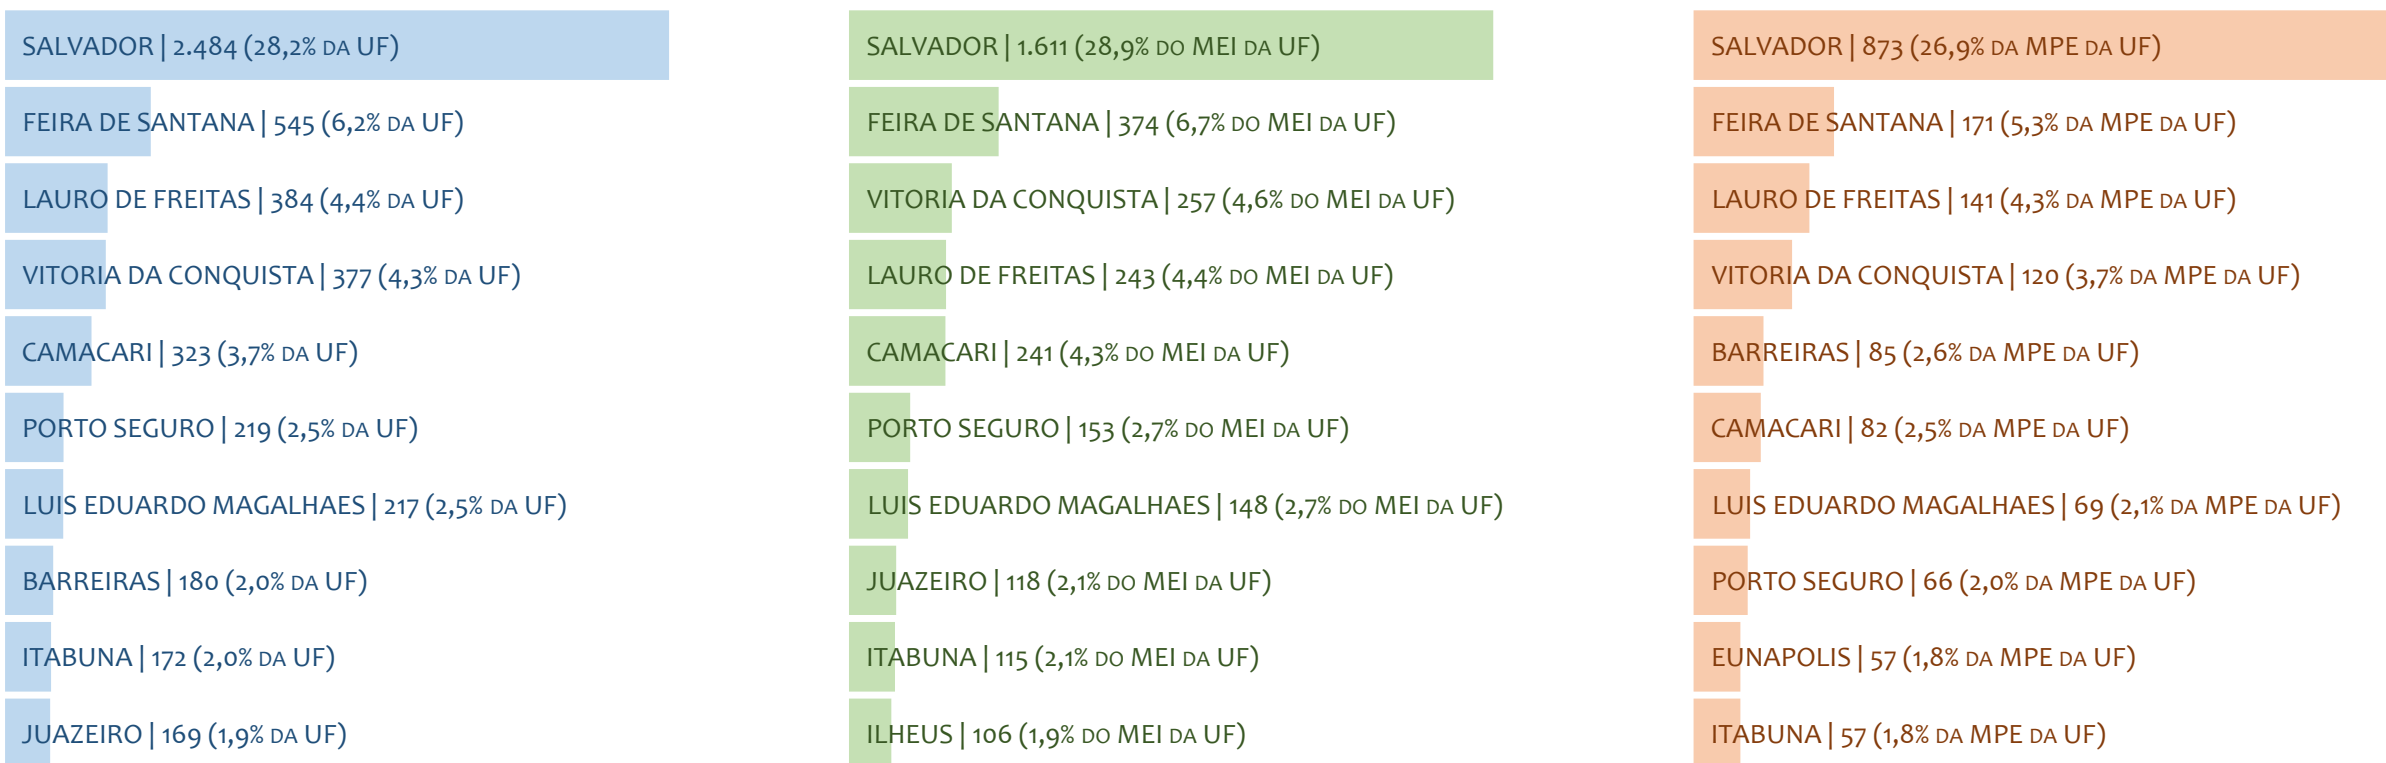 SALVADOR | 2.484 (28,2% DA UF)
FEIRA DE SANTANA | 545 (6,2% DA UF)
LAURO DE FREITAS | 384 (4,4% DA UF)
VITORIA DA CONQUISTA | 377 (4,3% DA UF)
CAMACARI | 323 (3,7% DA UF)
PORTO SEGURO | 219 (2,5% DA UF)
LUIS EDUARDO MAGALHAES | 217 (2,5% DA UF)
BARREIRAS | 180 (2,0% DA UF)
ITABUNA | 172 (2,0% DA UF)
JUAZEIRO | 169 (1,9% DA UF)
SALVADOR | 1.611 (28,9% DO MEI DA UF)
FEIRA DE SANTANA | 374 (6,7% DO MEI DA UF)
VITORIA DA CONQUISTA | 257 (4,6% DO MEI DA UF)
LAURO DE FREITAS | 243 (4,4% DO MEI DA UF)
CAMACARI | 241 (4,3% DO MEI DA UF)
PORTO SEGURO | 153 (2,7% DO MEI DA UF)
LUIS EDUARDO MAGALHAES | 148 (2,7% DO MEI DA UF)
JUAZEIRO | 118 (2,1% DO MEI DA UF)
ITABUNA | 115 (2,1% DO MEI DA UF)
ILHEUS | 106 (1,9% DO MEI DA UF)
SALVADOR | 873 (26,9% DA MPE DA UF)
FEIRA DE SANTANA | 171 (5,3% DA MPE DA UF)
LAURO DE FREITAS | 141 (4,3% DA MPE DA UF)
VITORIA DA CONQUISTA | 120 (3,7% DA MPE DA UF)
BARREIRAS | 85 (2,6% DA MPE DA UF)
CAMACARI | 82 (2,5% DA MPE DA UF)
LUIS EDUARDO MAGALHAES | 69 (2,1% DA MPE DA UF)
PORTO SEGURO | 66 (2,0% DA MPE DA UF)
EUNAPOLIS | 57 (1,8% DA MPE DA UF)
ITABUNA | 57 (1,8% DA MPE DA UF)